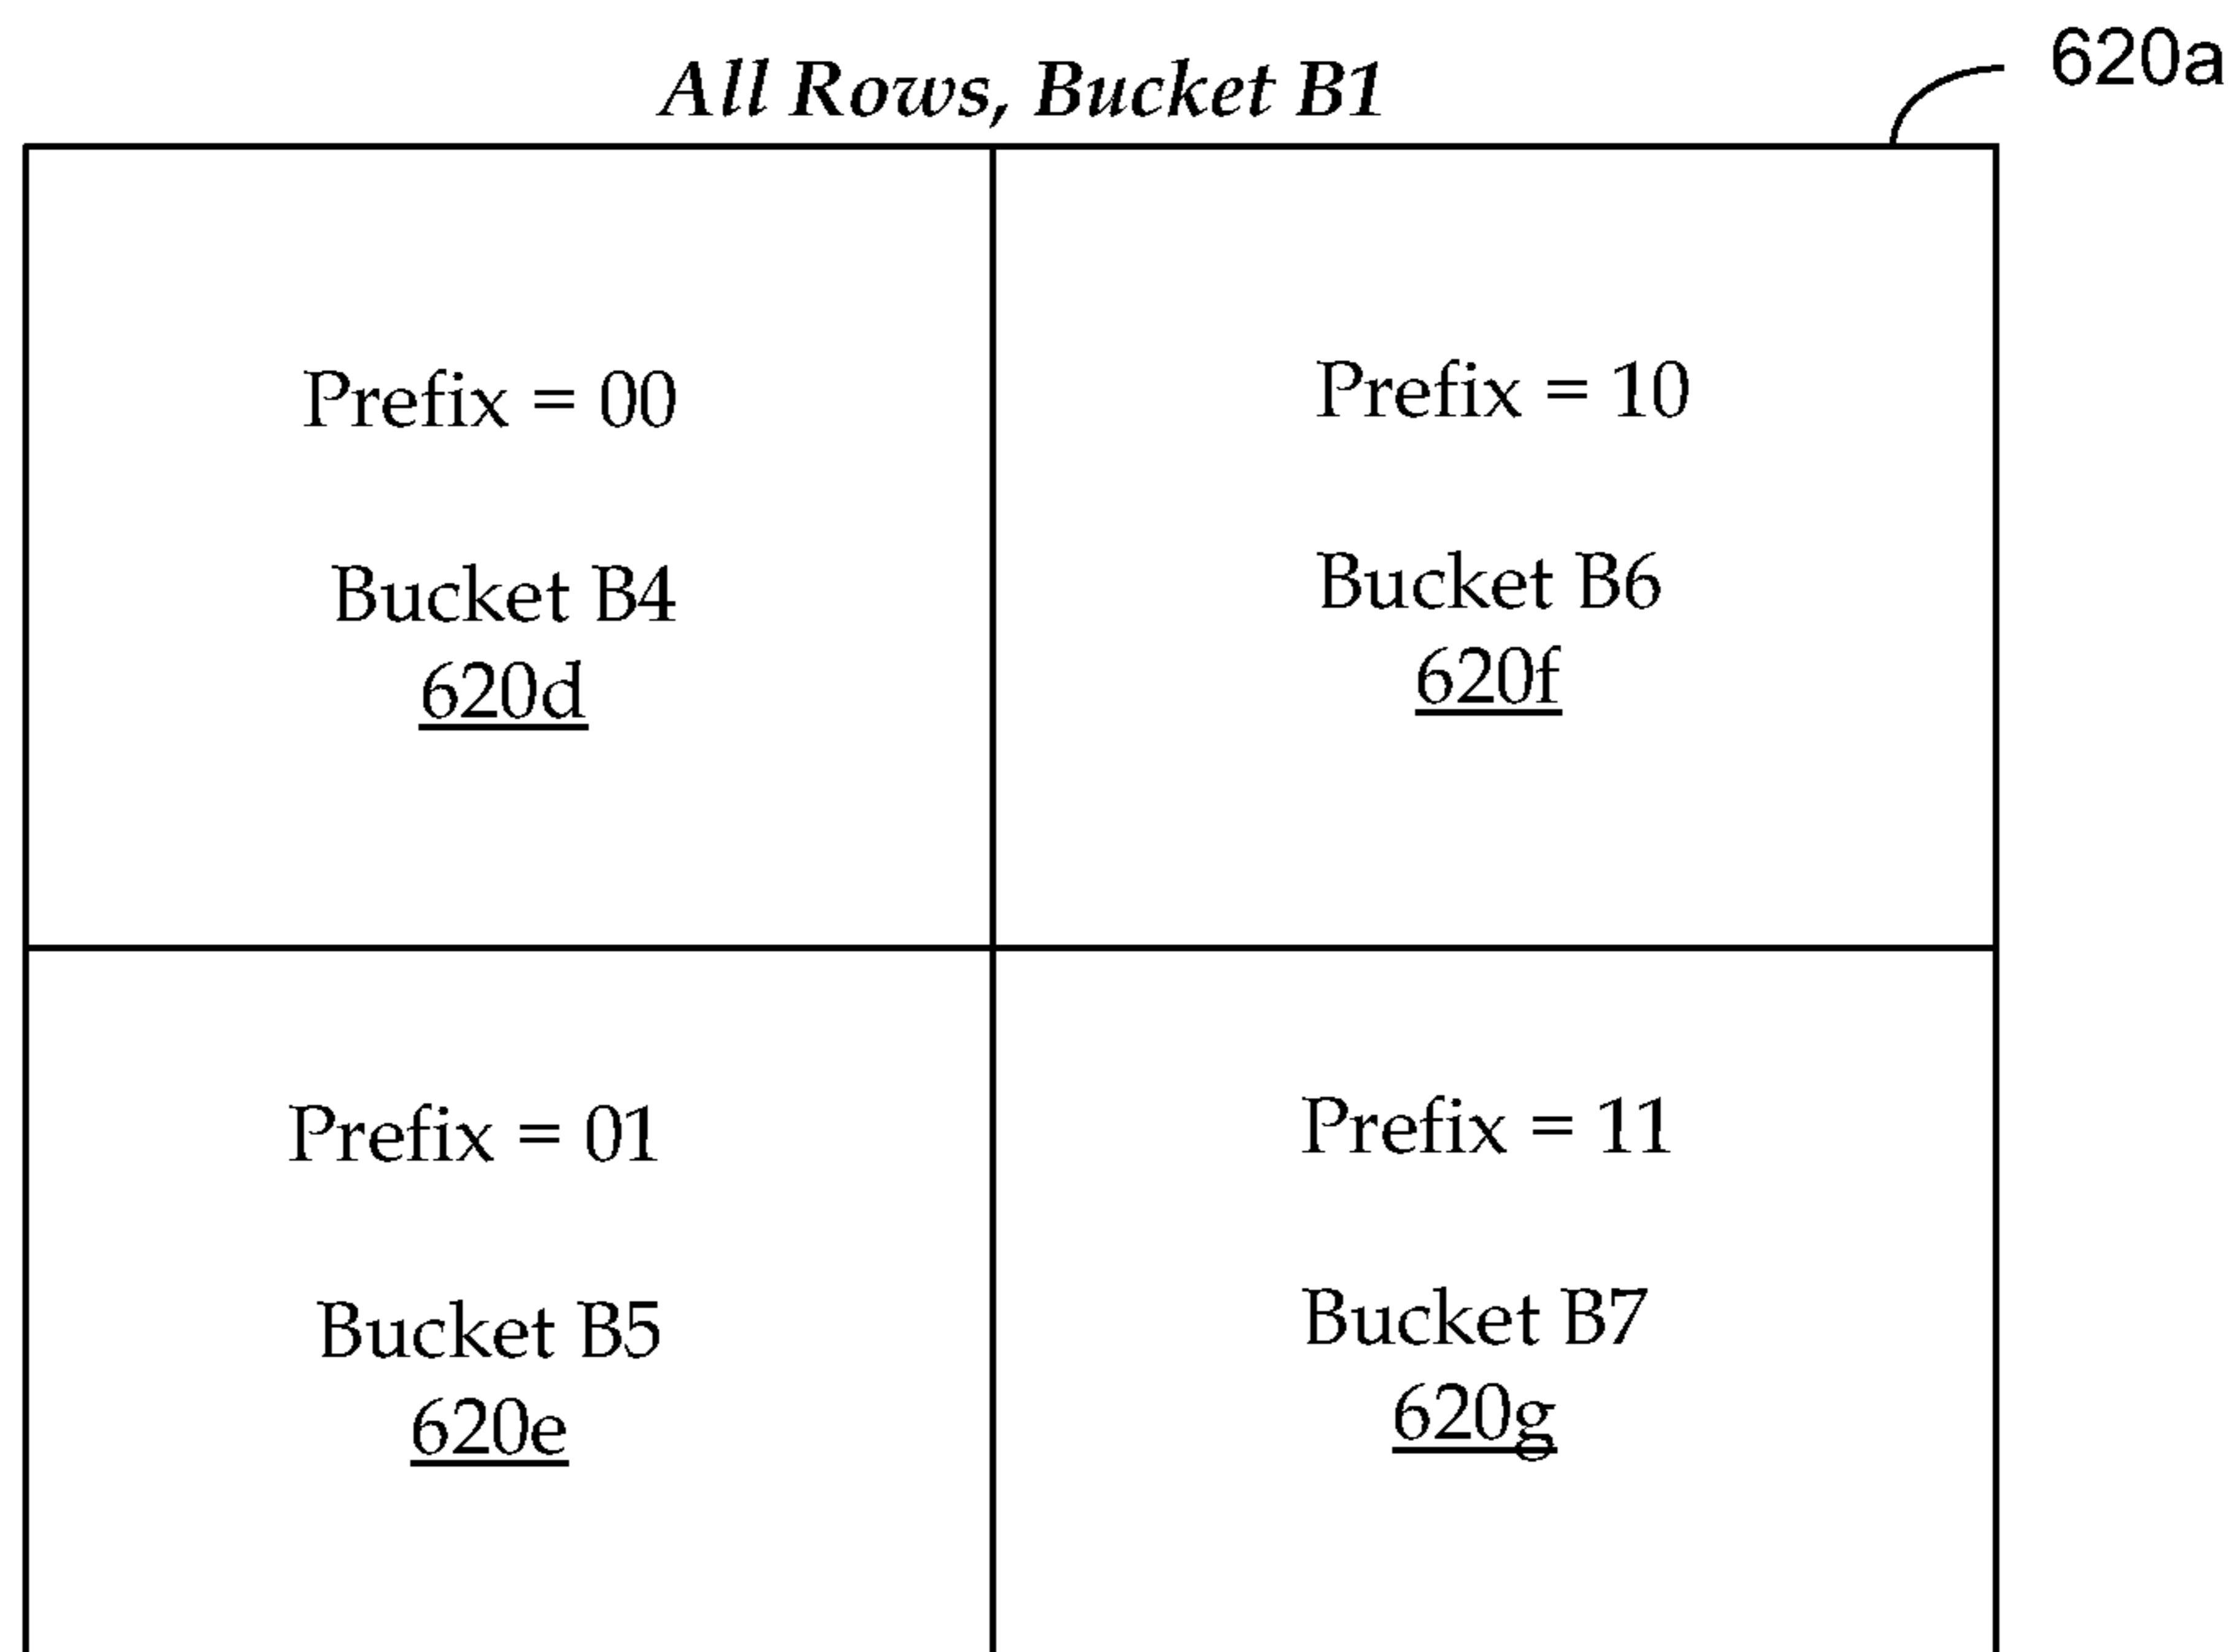 620a
All Rows, Bucket B1
Prefix = 00
Bucket B4
620d
Prefix = 10
Bucket B6
620f
Prefix = 01
Bucket B5
620e
Prefix = 11
Bucket B7
620g